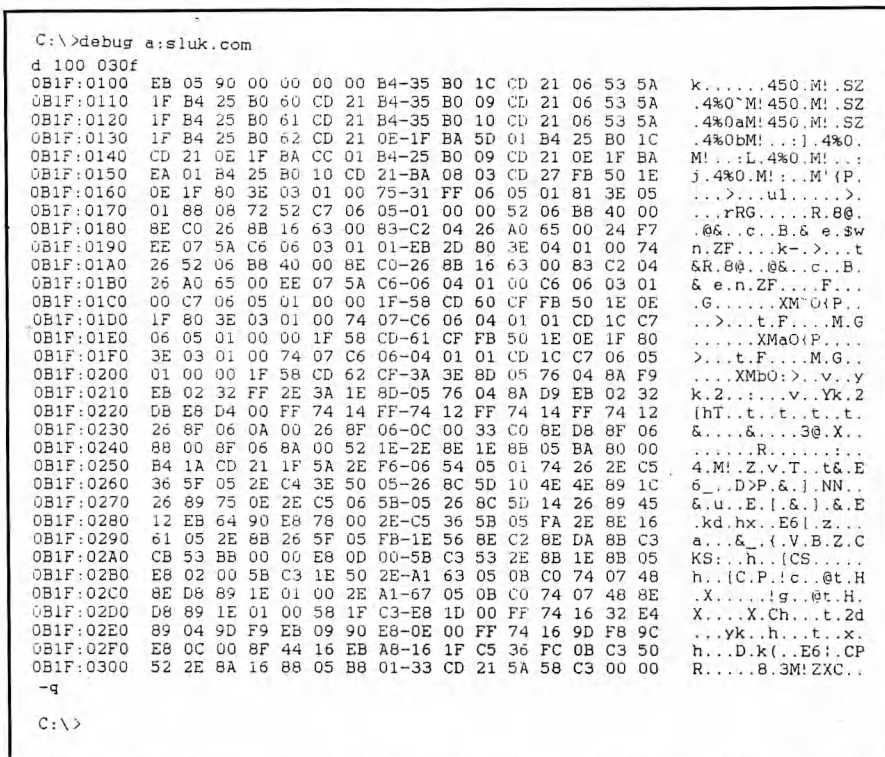 C:\>debug a:sluk.com
d 100 030f
0B1F:0100 EB 05 90 00 00 00 00 B4-35 B0 1C CD 21 06 53 5A k......450.M!.SZ
0B1F:0110 1F B4 25 B0 60 CD 21 B4-35 B0 09 CD 21 06 53 5A .4%0`M!450.M!.SZ
0B1F:0120 1F B4 25 B0 61 CD 21 B4-35 B0 10 CD 21 06 53 5A .4%0aM!450.M!.SZ
0B1F:0130 1F B4 25 B0 62 CD 21 0E-1F BA 5D 01 B4 25 B0 1C .4%0bM!..:].4%0.
0B1F:0140 CD 21 0E 1F BA CC 01 B4-25 B0 09 CD 21 0E 1F BA M!..:L.4%0.M!..:
0B1F:0150 EA 01 B4 25 B0 10 CD 21-BA 08 03 CD 27 FB 50 1E j.4%0.M!:..M'{P.
0B1F:0160 0E 1F 80 3E 03 01 00 75-31 FF 06 05 01 81 3E 05 ...>...u1.....>.
0B1F:0170 01 88 08 72 52 C7 06 05-01 00 00 52 06 B8 40 00 ...rRG.....R.8@.
0B1F:0180 8E C0 26 8B 16 63 00 83-C2 04 26 A0 65 00 24 F7 .@&..c..B.& e.$w
0B1F:0190 EE 07 5A C6 06 03 01 01-EB 2D 80 3E 04 01 00 74 n.ZF....k-.>...t
0B1F:01A0 26 52 06 B8 40 00 8E C0-26 8B 16 63 00 83 C2 04 &R.8@..@&..c..B.
0B1F:01B0 26 A0 65 00 EE 07 5A C6-06 04 01 00 C6 06 03 01 & e.n.ZF....F...
0B1F:01C0 00 C7 06 05 01 00 00 1F-58 CD 60 CF FB 50 1E 0E .G......XM`O{P..
0B1F:01D0 1F 80 3E 03 01 00 74 07-C6 06 04 01 01 CD 1C C7 ..>...t.F....M.G
0B1F:01E0 06 05 01 00 00 1F 58 CD-61 CF FB 50 1E 0E 1F 80 ......XMaO{P....
0B1F:01F0 3E 03 01 00 74 07 C6 06-04 01 01 CD 1C C7 06 05 >...t.F....M.G..
0B1F:0200 01 00 00 1F 58 CD 62 CF-3A 3E 8D 05 76 04 8A F9 ....XMbO:>..v..y
0B1F:0210 EB 02 32 FF 2E 3A 1E 8D-05 76 04 8A D9 EB 02 32 k.2..:...v..Yk.2
0B1F:0220 DB E8 D4 00 FF 74 14 FF-74 12 FF 74 14 FF 74 12 [hT..t..t..t..t.
0B1F:0230 26 8F 06 0A 00 26 8F 06-0C 00 33 C0 8E D8 8F 06 &....&....3@.X..
0B1F:0240 88 00 8F 06 8A 00 52 1E-2E 8E 1E 8B 05 BA 80 00 ......R......:..
0B1F:0250 B4 1A CD 21 1F 5A 2E F6-06 54 05 01 74 26 2E C5 4.M!.Z.v.T..t&.E
0B1F:0260 36 5F 05 2E C4 3E 50 05-26 8C 5D 10 4E 4E 89 1C 6_..D>P.&.].NN..
0B1F:0270 26 89 75 0E 2E C5 06 5B-05 26 8C 5D 14 26 89 45 &.u..E.[.&.].&.E
0B1F:0280 12 EB 64 90 E8 78 00 2E-C5 36 5B 05 FA 2E 8E 16 .kd.hx..E6[.z...
0B1F:0290 61 05 2E 8B 26 5F 05 FB-1E 56 8E C2 8E DA 8B C3 a...&_.{.V.B.Z.C
0B1F:02A0 CB 53 BB 00 00 E8 0D 00-5B C3 53 2E 8B 1E 8B 05 KS;..h..[CS.....
0B1F:02B0 E8 02 00 5B C3 1E 50 2E-A1 63 05 0B C0 74 07 48 h..[C.P.!c..@t.H
0B1F:02C0 8E D8 89 1E 01 00 2E A1-67 05 0B C0 74 07 48 8E .X.....!g..@t.H.
0B1F:02D0 D8 89 1E 01 00 58 1F C3-E8 1D 00 FF 74 16 32 E4 X....X.Ch...t.2d
0B1F:02E0 89 04 9D F9 EB 09 90 E8-0E 00 FF 74 16 9D F8 9C ...yk..h...t..x.
0B1F:02F0 E8 0C 00 8F 44 16 EB A8-16 1F C5 36 FC 0B C3 50 h...D.k(..E6|.CP
0B1F:0300 52 2E 8A 16 88 05 B8 01-33 CD 21 5A 58 C3 00 00 R.....8.3M!ZXC..
-q
C:\>